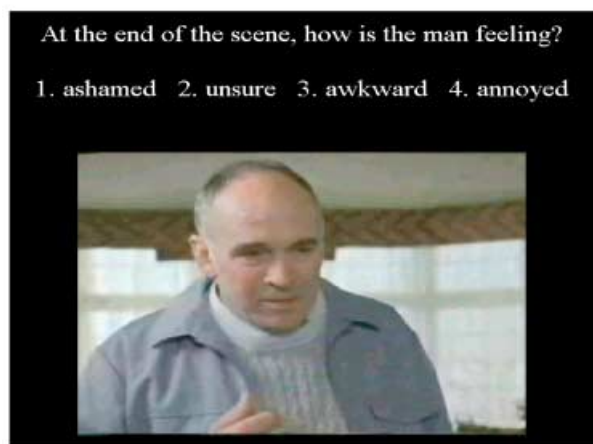 At the end of the scene, how is the man feeling?
1. ashamed 2. unsure 3. awkward 4. annoyed